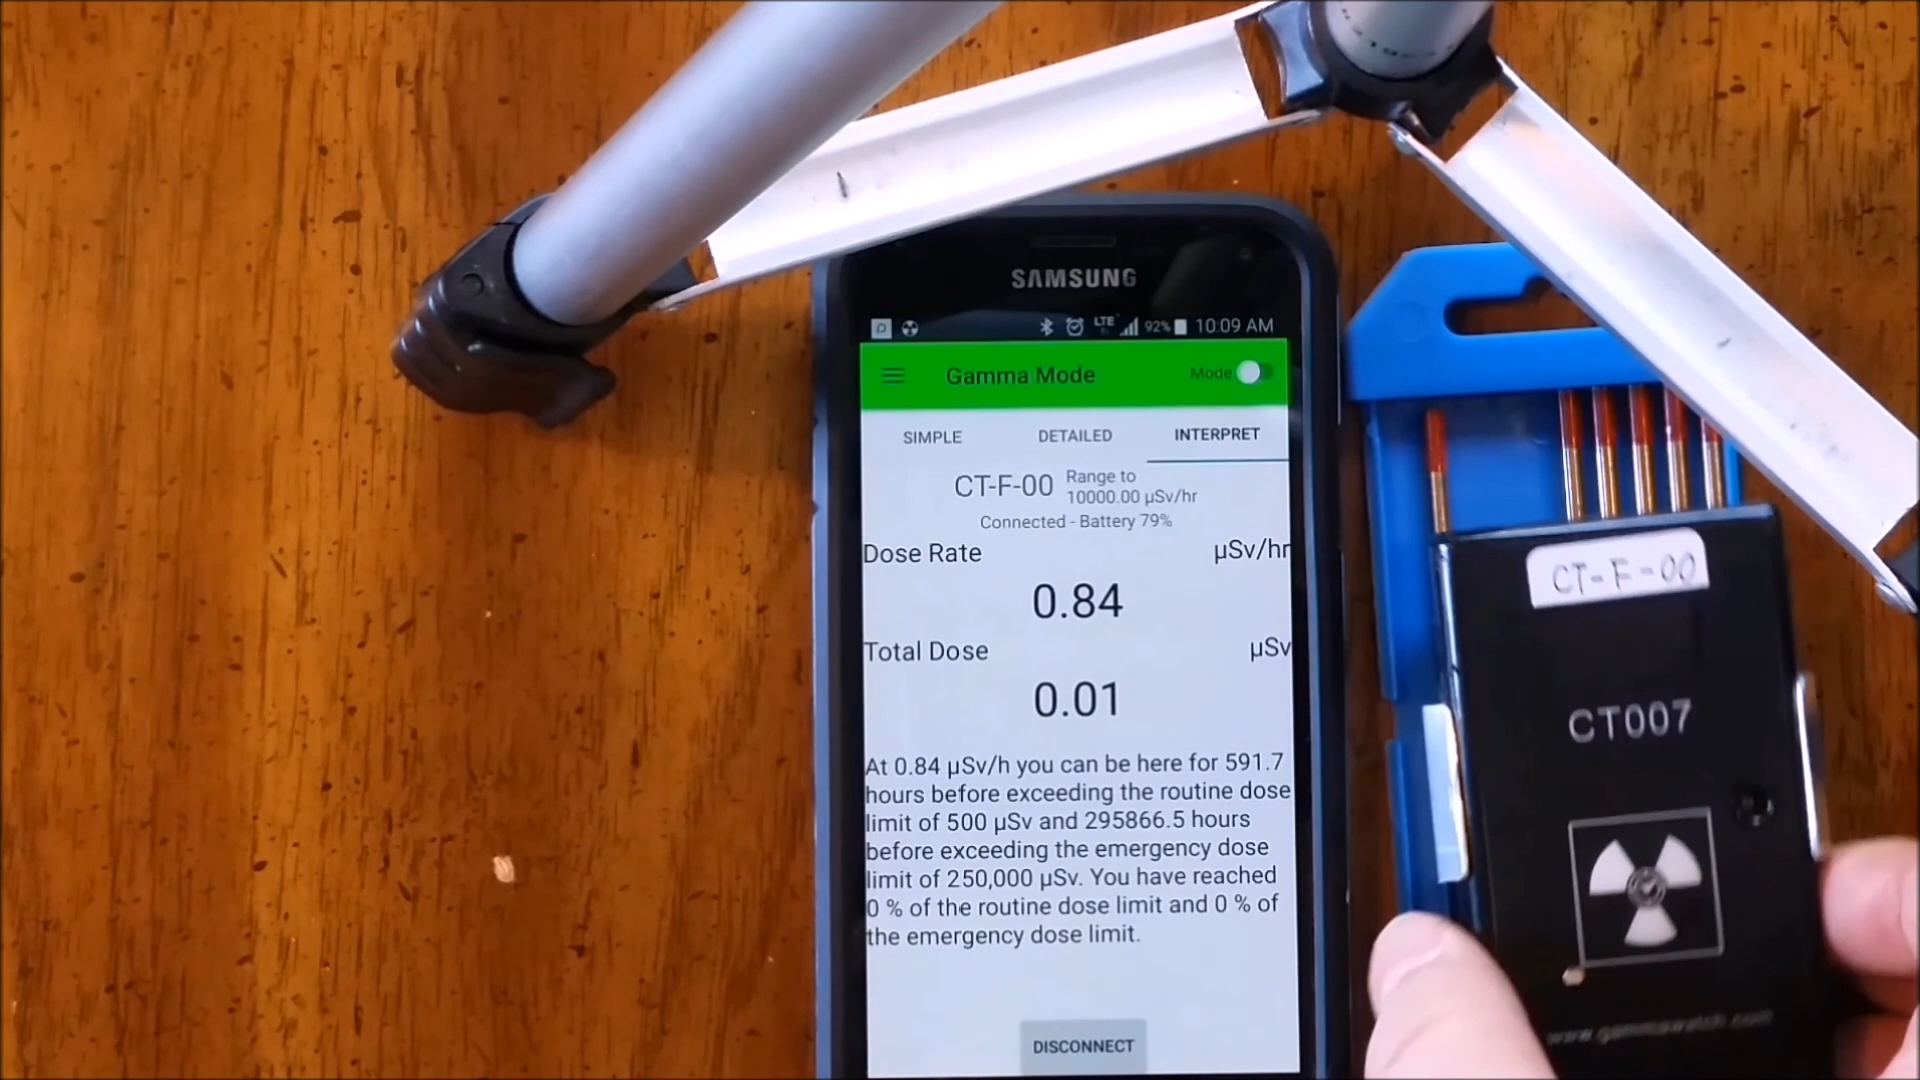 SAMSUNG
LTE 92% 10:09 AM
Gamma Mode Mode
SIMPLE DETAILED INTERPRET
CT-F-00 Range to
10000.00 µSv/hr
Connected - Battery 79%
Dose Rate µSv/hr
0.84
Total Dose µSv
0.01
At 0.84 µSv/h you can be here for 591.7
hours before exceeding the routine dose
limit of 500 µSv and 295866.5 hours
before exceeding the emergency dose
limit of 250,000 µSv. You have reached
0 % of the routine dose limit and 0 % of
the emergency dose limit.
DISCONNECT
CT-F-00
CT007
www.gammawatch.com